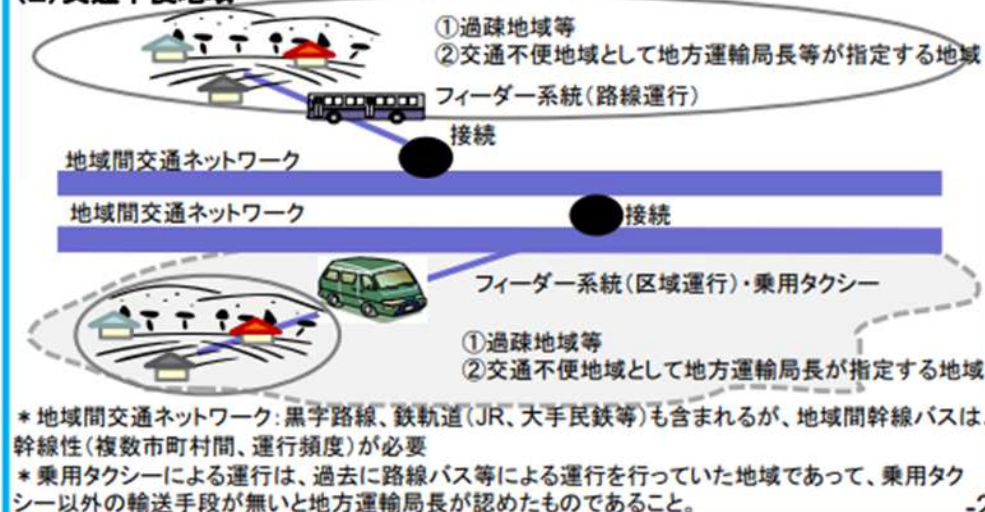 ①過疎地域等
②交通不便地域として地方運輸局長等が指定する地域
フィーダー系統(路線運行)
接続
地域間交通ネットワーク
地域間交通ネットワーク
接続
フィーダー系統(区域運行)・乗用タクシー
①過疎地域等
②交通不便地域として地方運輸局長が指定する地域
*地域間交通ネットワーク:黒字路線、鉄軌道(JR、大手民鉄等)も含まれるが、地域間幹線バスは、
幹線性(複数市町村間、運行頻度)が必要
*乗用タクシーによる運行は、過去に路線バス等による運行を行っていた地域であって、乗用タク
シー以外の輸送手段が無いと地方運輸局長が認めたものであること。